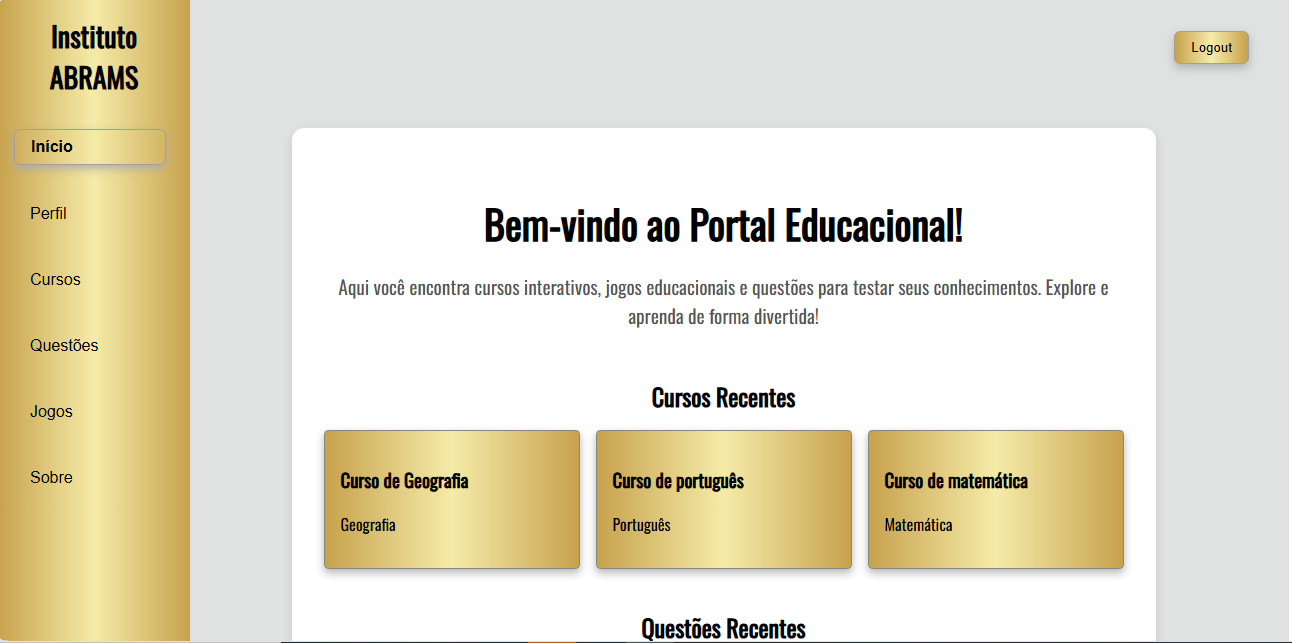 Instituto
ABRAMS
Início
Perfil
Cursos
Questões
Jogos
Sobre
Logout
Bem-vindo ao Portal Educacional!
Aqui você encontra cursos interativos, jogos educacionais e questões para testar seus conhecimentos. Explore e
aprenda de forma divertida!
Cursos Recentes
Curso de Geografia
Geografia
Curso de português
Português
Curso de matemática
Matemática
Questões Recentes